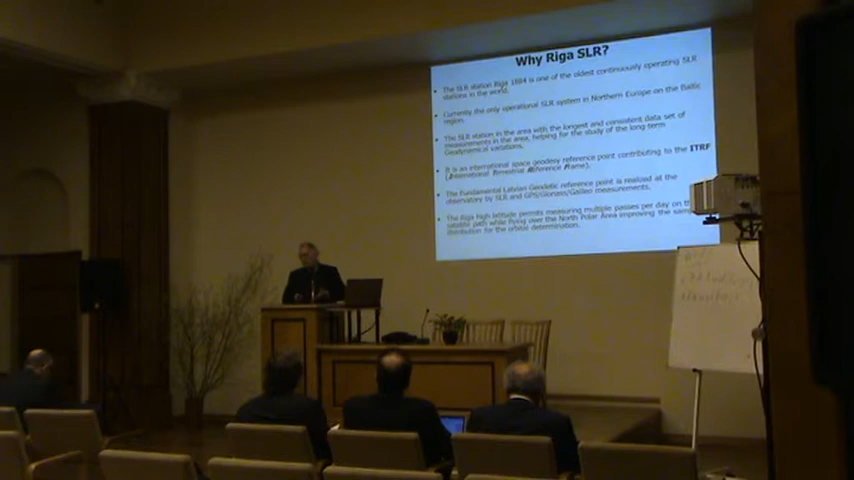 Why Riga SLR?
The SLR station Riga 1884 is one of the oldest continuously operating SLR
stations in the world.
Currently the only operational SLR system in Northern Europe on the Baltic
region.
The SLR station in the area with the longest and consistent data set of
measurements in the area, helping for the study of the long-term
Geodynamical variations.
It is an international space geodesy reference point contributing to the ITRF
(International Terrestrial Reference Frame).
The Fundamental Latvian Geodetic reference point is realized at the
observatory by SLR and GPS/Glonass/Galileo measurements.
The Riga high latitude permits measuring multiple passes per day on
satellite path while flying over the North Polar Area improving the
distribution for the orbital determination.